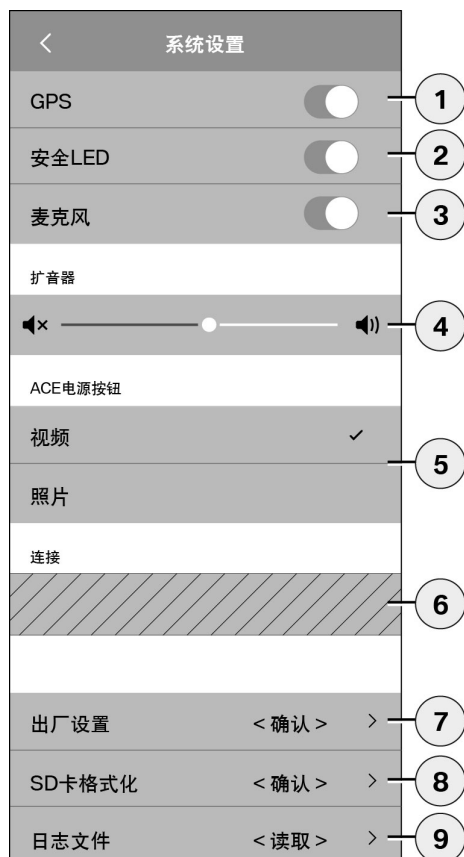 系统设置
GPS 1
安全LED 2
麦克风 3
扩音器
4
ACE电源按钮
视频
5
照片
连接
6
出厂设置 <确认> 7
SD卡格式化 <确认> 8
日志文件 <读取> 9